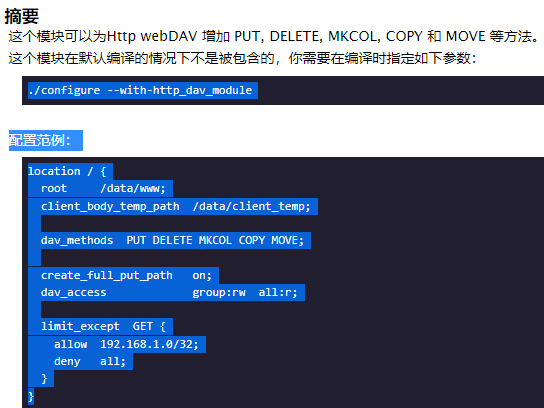 摘要
这个模块可以为Http webDAV 增加 PUT, DELETE, MKCOL, COPY 和 MOVE 等方法。
这个模块在默认编译的情况下不是被包含的，你需要在编译时指定如下参数：
./configure --with-http_dav_module
配置范例：
location / {
  root     /data/www;
  client_body_temp_path  /data/client_temp;
  dav_methods  PUT DELETE MKCOL COPY MOVE;
  create_full_put_path   on;
  dav_access             group:rw  all:r;
  limit_except  GET {
    allow  192.168.1.0/32;
    deny   all;
  }
}